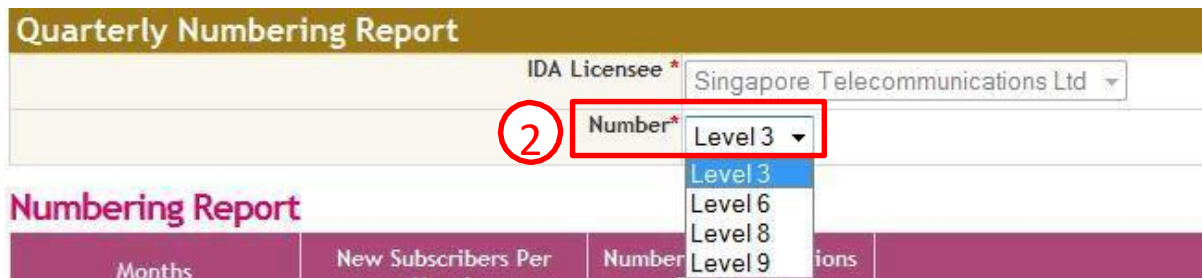 Quarterly Numbering Report
IDA Licensee * Singapore Telecommunications Ltd
2 Number* Level 3
Level 3
Level 6
Level 8
Level 9
Numbering Report
Months
New Subscribers Per
Number ions